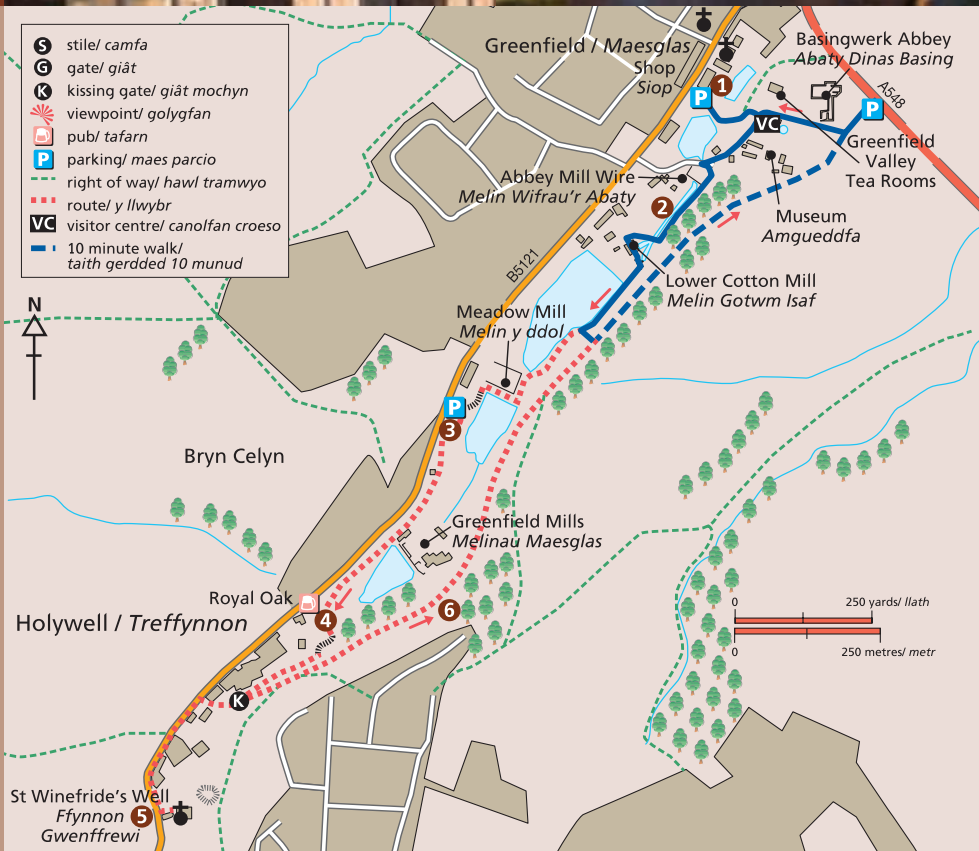 S stile/ camfa
G gate/ giât
K kissing gate/ giât mochyn
viewpoint/ golygfan
pub/ tafarn
P parking/ maes parcio
right of way/ hawl tramwyo
route/ y llwybr
VC visitor centre/ canolfan croeso
10 minute walk/
taith gerdded 10 munud
N
Greenfield / Maesglas
Shop
Siop
1
P
Basingwerk Abbey
Abaty Dinas Basing
A548
P
VC
Greenfield
Valley
Tea Rooms
Abbey Mill Wire
Melin Wifrau'r Abaty
2
Museum
Amgueddfa
B5121
Lower Cotton Mill
Melin Gotwm Isaf
Meadow Mill
Melin y ddol
P
3
Bryn Celyn
Greenfield Mills
Melinau Maesglas
Royal Oak
4
6
Holywell / Treffynnon
0
250 yards/ llath
0
250 metres/ metr
K
St Winefride's Well
Ffynnon
Gwenffrewi
5